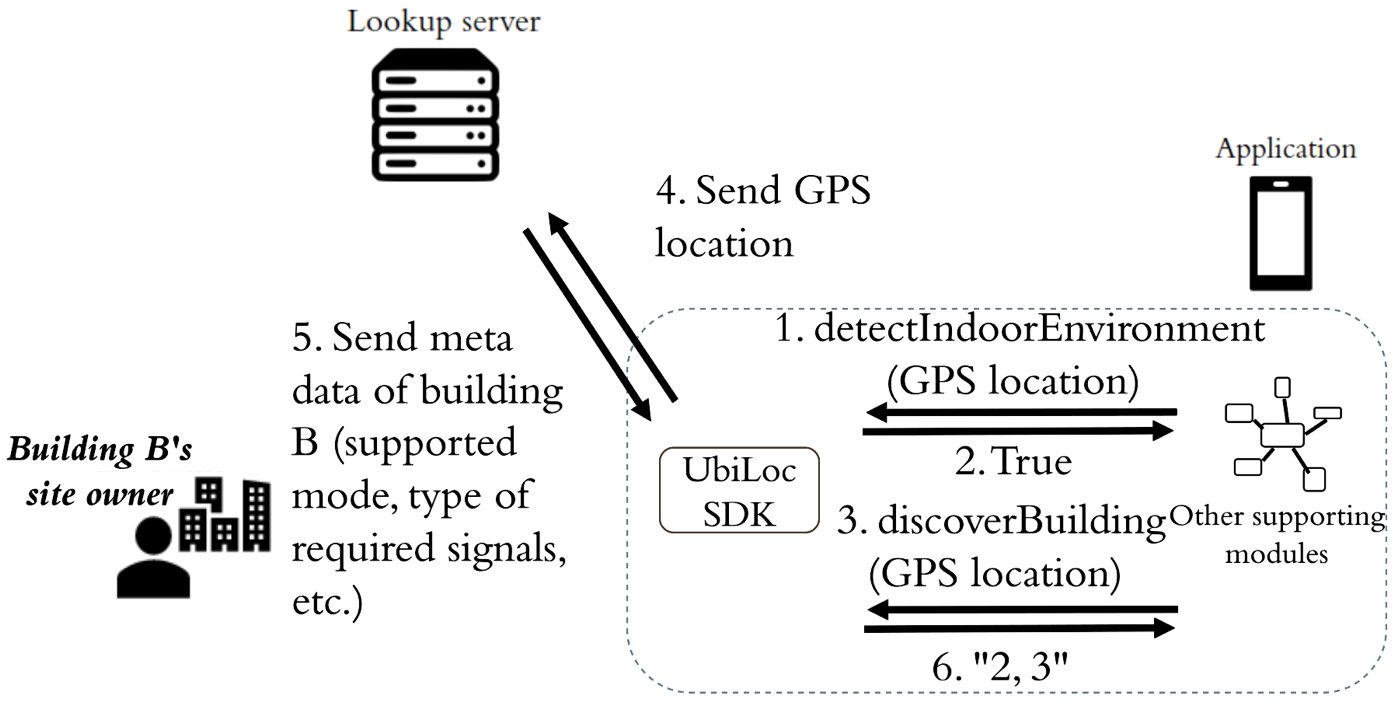 Lookup server
Application
4. Send GPS
location
1. detectIndoorEnvironment
(GPS location)
2. True
5. Send meta
data of building
B (supported
mode, type of
required signals,
etc.)
Building B's
site owner
UbiLoc
SDK
3. discoverBuilding
(GPS location)
Other supporting
modules
6. "2, 3"